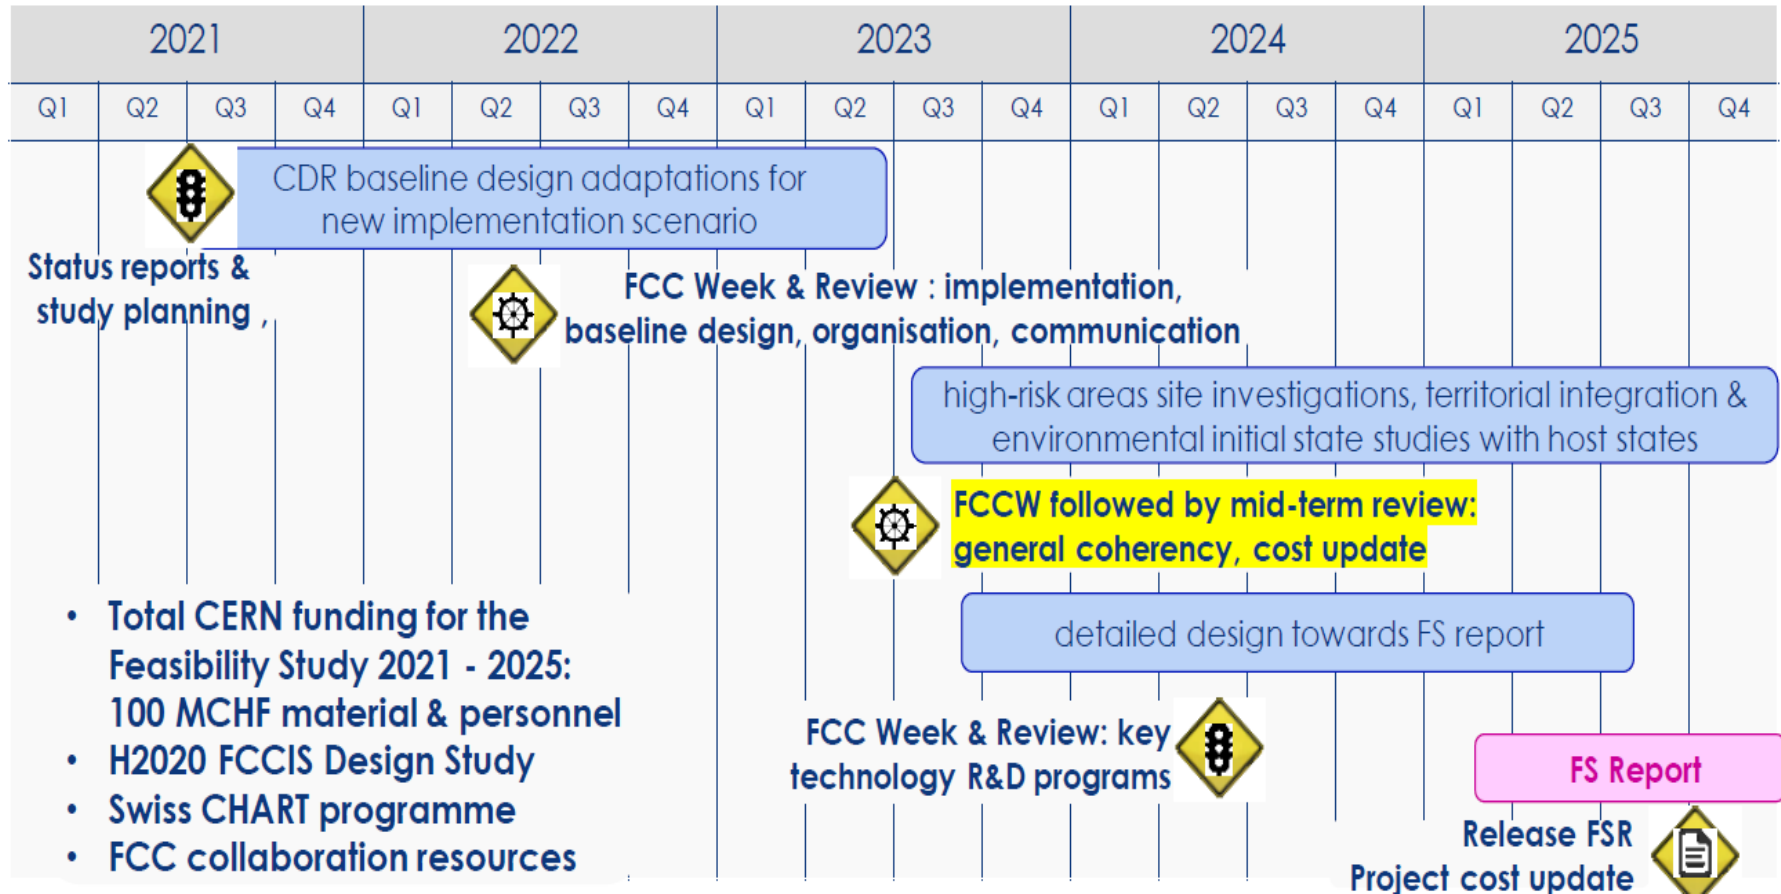 2021 2022 2023 2024 2025
Q1 Q2 Q3 Q4 Q1 Q2 Q3 Q4 Q1 Q2 Q3 Q4 Q1 Q2 Q3 Q4 Q1 Q2 Q3 Q4
CDR baseline design adaptations for
new implementation scenario
Status reports &
study planning ,
FCC Week & Review : implementation,
baseline design, organisation, communication
high-risk areas site investigations, territorial integration &
environmental initial state studies with host states
FCCW followed by mid-term review:
general coherency, cost update
• Total CERN funding for the
Feasibility Study 2021 - 2025:
100 MCHF material & personnel
• H2020 FCCIS Design Study
• Swiss CHART programme
• FCC collaboration resources
detailed design towards FS report
FCC Week & Review: key
technology R&D programs
FS Report
Release FSR
Project cost update